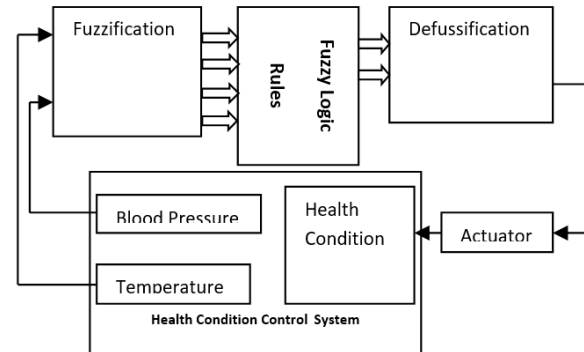 Fuzzification
Fuzzy Logic
Rules
Defussification
Blood Pressure
Health
Condition
Actuator
Temperature
Health Condition Control System